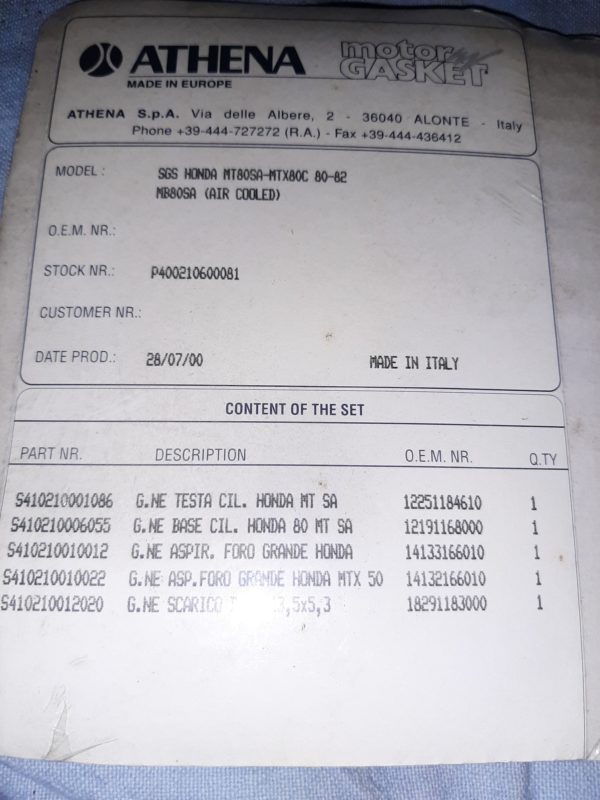 ATHENA motor GASKET
MADE IN EUROPE
ATHENA S.p.A. Via delle Albere, 2 - 36040 ALONTE - Italy
Phone +39-444-727272 (R.A.) - Fax +39-444-436412
MODEL : SGS HONDA MT80SA-MTX80C 80-82
MB80SA (AIR COOLED)
O.E.M. NR.:
STOCK NR.: P400210600081
CUSTOMER NR.:
DATE PROD.: 28/07/00 MADE IN ITALY
CONTENT OF THE SET
PART NR. DESCRIPTION O.E.M. NR. Q.TY
S410210001086 G.NE TESTA CIL. HONDA MT SA 12251184610 1
S410210006055 G.NE BASE CIL. HONDA 80 MT SA 12191168000 1
S410210010012 G.NE ASPIR. FORO GRANDE HONDA 14133166010 1
S410210010022 G.NE ASP.FORO GRANDE HONDA MTX 50 14132166010 1
S410210012020 G.NE SCARICO 3,5x5,3 18291183000 1